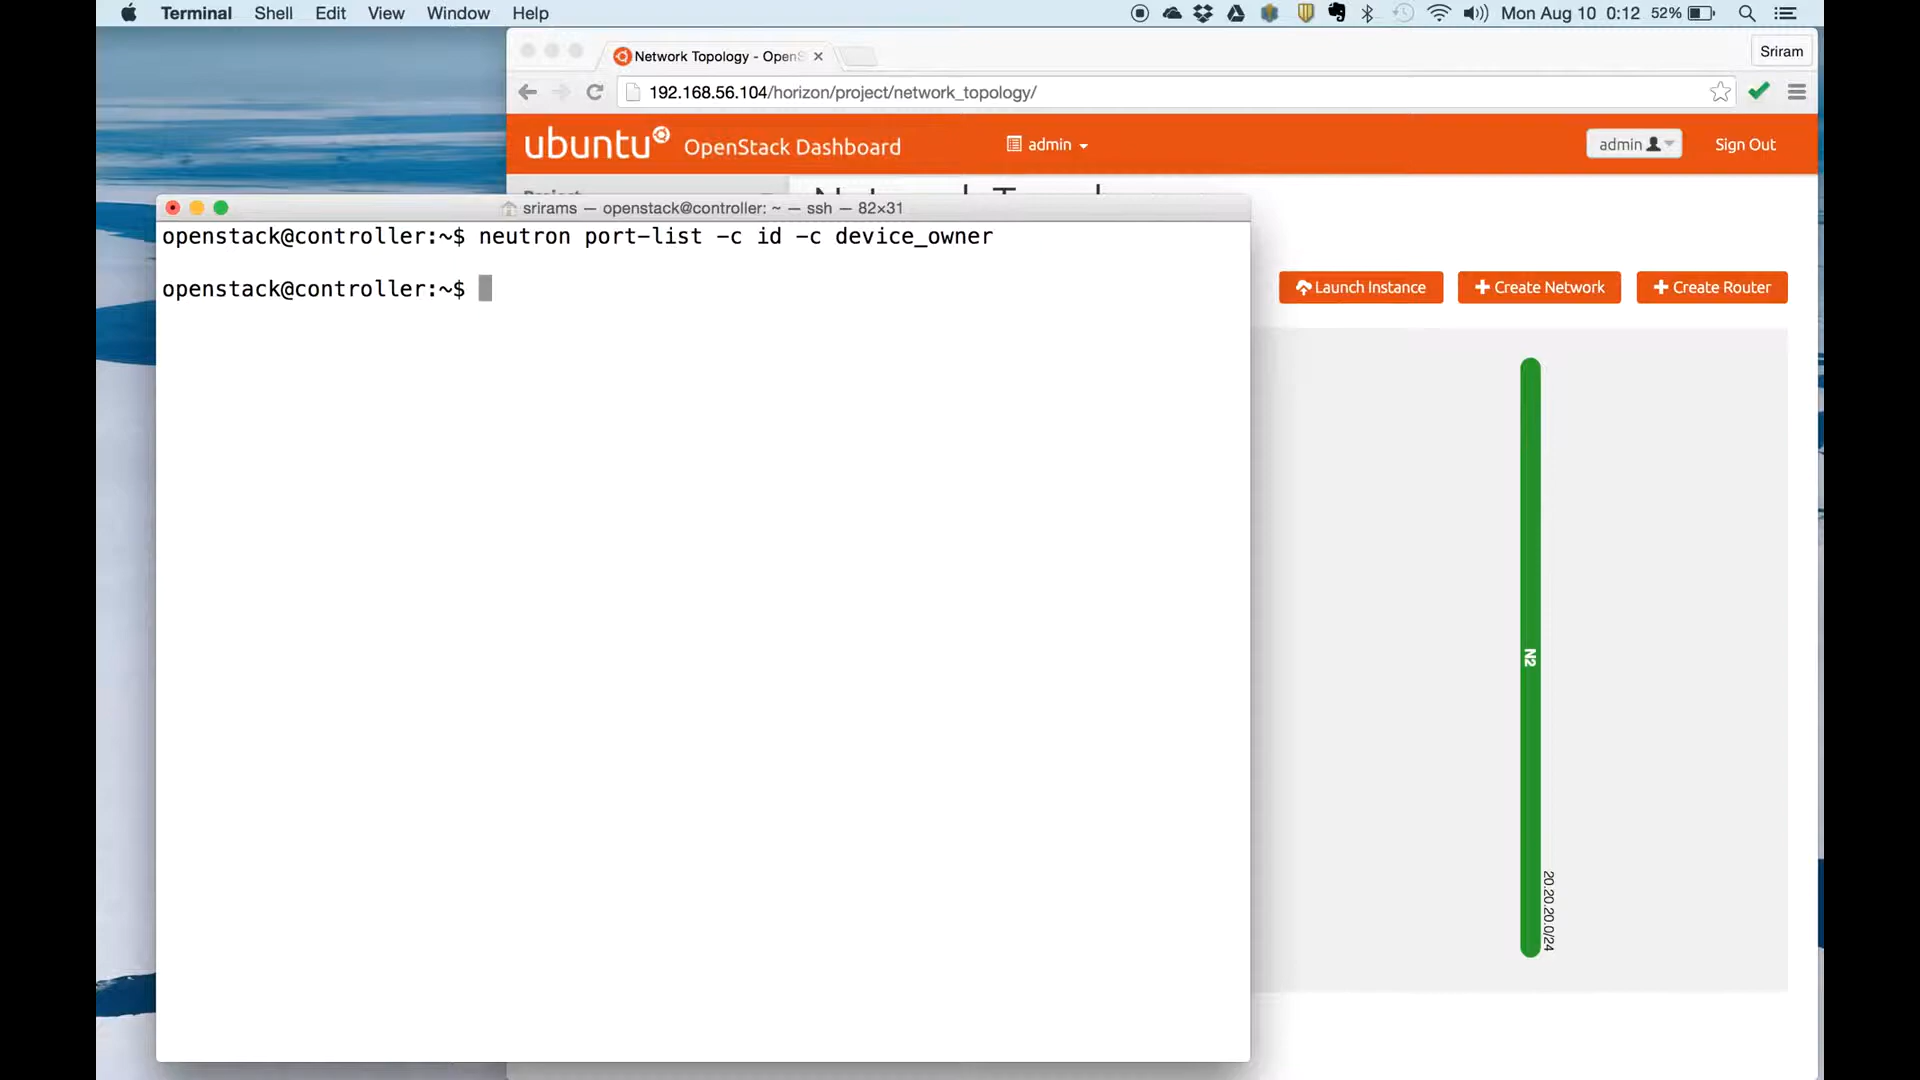 Terminal Shell Edit View Window Help Mon Aug 10 0:12 52%
Network Topology - OpenS
Sriram
192.168.56.104/horizon/project/network_topology/
ubuntu OpenStack Dashboard admin admin Sign Out
srirams — openstack@controller: ~ — ssh — 82×31
openstack@controller:~$ neutron port-list -c id -c device_owner
openstack@controller:~$
Launch Instance Create Network Create Router
N2
20.20.20.0/24